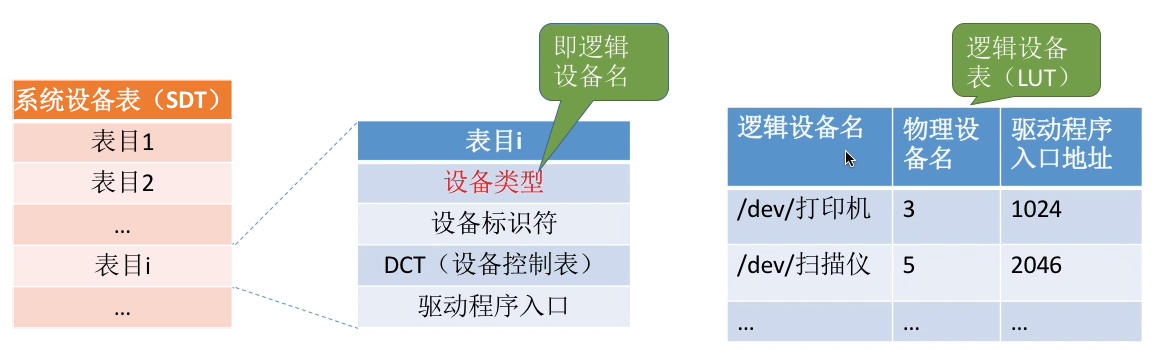 即逻辑
设备名
逻辑设备
表（LUT）
系统设备表（SDT）
表目1
表目2
...
表目i
...
表目i
设备类型
设备标识符
DCT（设备控制表）
驱动程序入口
逻辑设备名
物理设
备名
驱动程序
入口地址
/dev/打印机 3 1024
/dev/扫描仪 5 2046
... ... ...